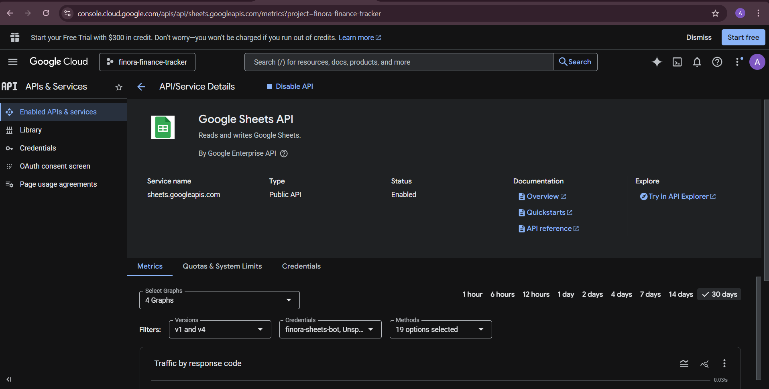 console.cloud.google.com/apis/api/sheets.googleapis.com/metrics?project=finora-finance-tracker
A
Start your Free Trial with $300 in credit. Don't worry—you won't be charged if you run out of credits. Learn more
Dismiss
Start free
Google Cloud
finora-finance-tracker
Search (/) for resources, docs, products, and more
Search
A
API APIs & Services
API/Service Details
Disable API
Enabled APIs & services
Library
Credentials
OAuth consent screen
Page usage agreements
Google Sheets API
Reads and writes Google Sheets.
By Google Enterprise API
Service name
sheets.googleapis.com
Type
Public API
Status
Enabled
Documentation
Overview
Quickstarts
API reference
Explore
Try in API Explorer
Metrics
Quotas & System Limits
Credentials
Select Graphs
4 Graphs
1 hour 6 hours 12 hours 1 day 2 days 4 days 7 days 14 days 30 days
Filters:
Versions
v1 and v4
Credentials
finora-sheets-bot, Unsp...
Methods
19 options selected
Traffic by response code
0.03s